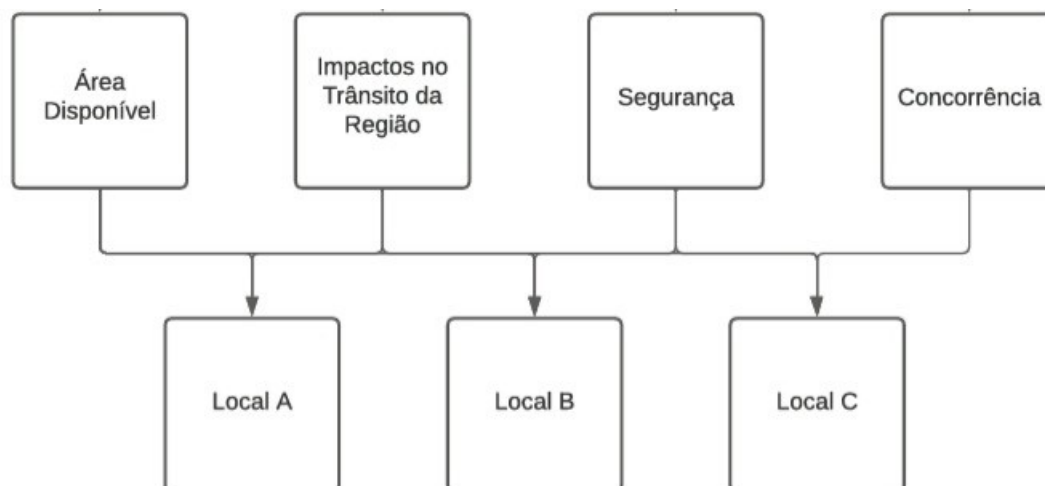 Área
Disponível
Impactos no
Trânsito da
Região
Segurança
Concorrência
Local A
Local B
Local C